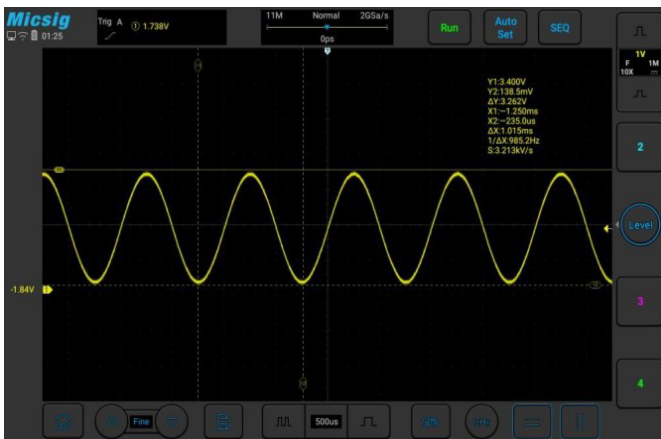 Micsig
01:25
Trig A ① 1.738V
11M Normal 2GSa/s
0ps
Run
Auto
Set
SEQ
1V
F 1M
10X
Y1:3.400V
Y2:138.5mV
ΔY:3.262V
X1:−1.250ms
X2:−235.0us
ΔX:1.015ms
1/ΔX:985.2Hz
S:3.213kV/s
2
Level
-1.84V
3
4
Fine
500us